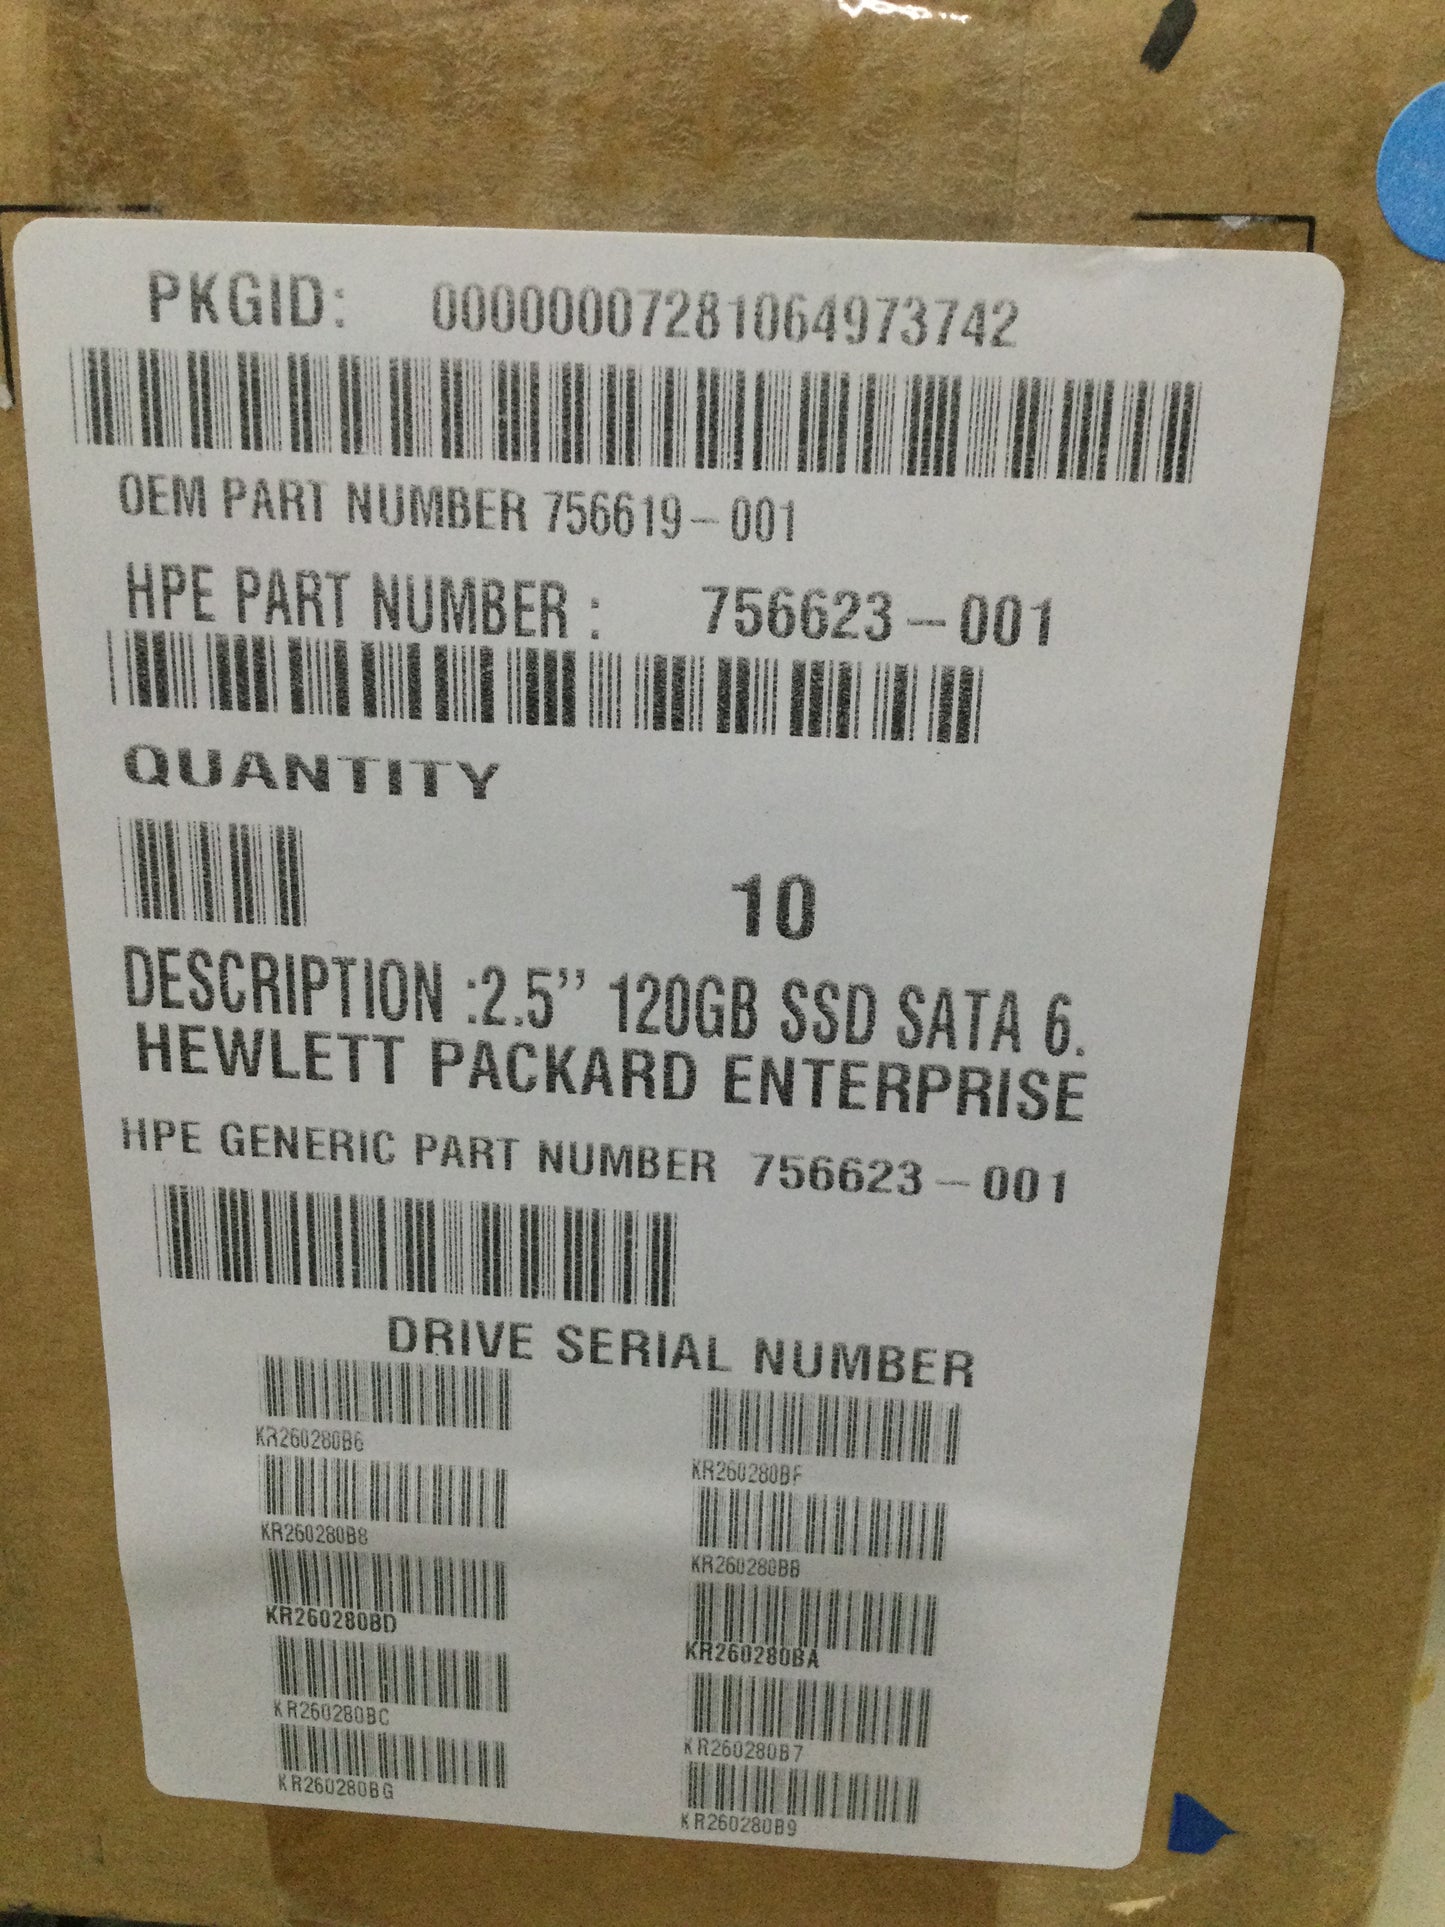 PKGID: 00000007281064973742
OEM PART NUMBER 756619-001
HPE PART NUMBER : 756623-001
QUANTITY
10
DESCRIPTION :2.5’’ 120GB SSD SATA 6.
HEWLETT PACKARD ENTERPRISE
HPE GENERIC PART NUMBER 756623-001
DRIVE SERIAL NUMBER
KR260280B6
KR260280BF
KR260280B8
KR260280BB
KR260280BD
KR260280BA
KR260280BC
KR260280B7
KR260280BG
KR260280B9